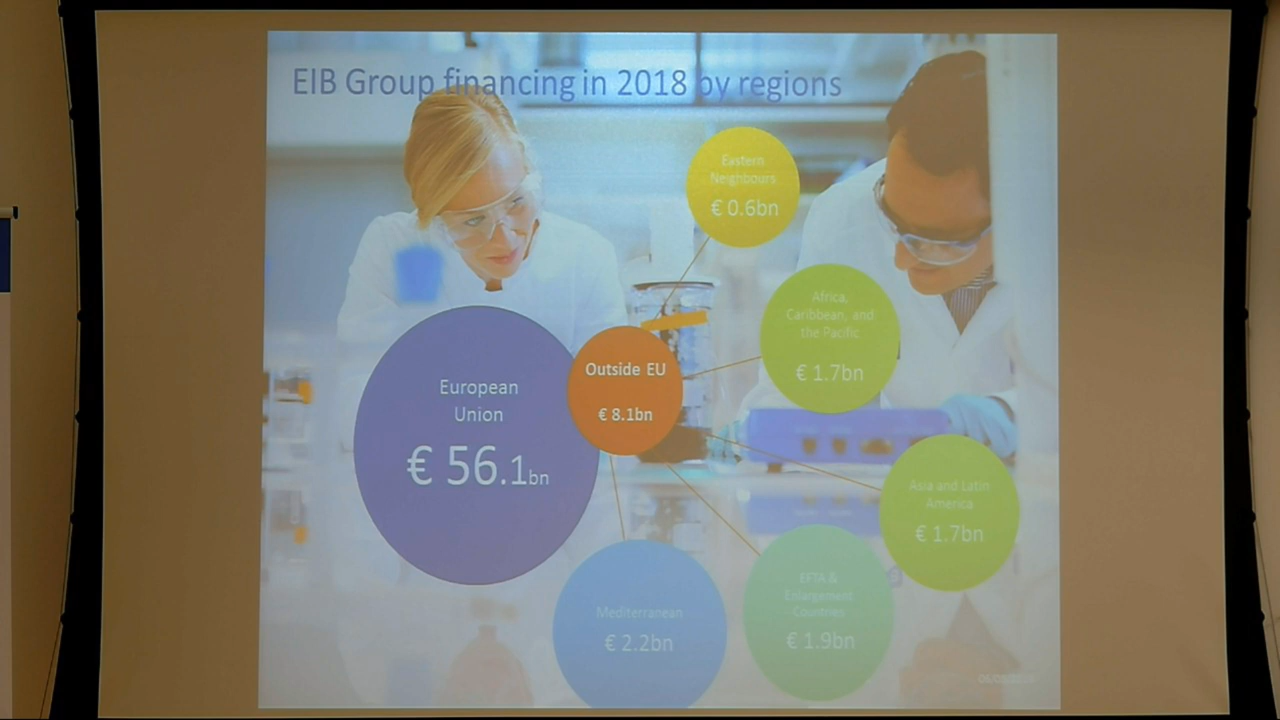 EIB Group financing in 2018 by regions
Eastern
Neighbours
€ 0.6bn
Africa,
Caribbean, and
the Pacific
€ 1.7bn
Outside EU
€ 8.1bn
European
Union
€ 56.1bn
Asia and Latin
America
€ 1.7bn
EFTA &
Enlargement
Countries
€ 1.9bn
Mediterranean
€ 2.2bn